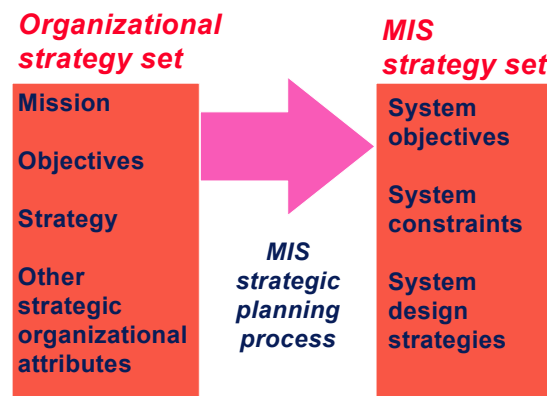 Organizational
strategy set
Mission
Objectives
Strategy
Other
strategic
organizational
attributes
MIS
strategic
planning
process
MIS
strategy set
System
objectives
System
constraints
System
design
strategies